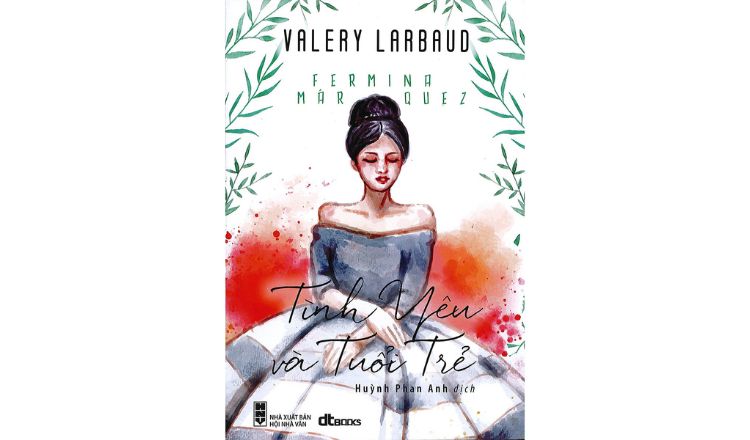 VALERY LARBAUD
FERMINA
MÁRQUEZ
Tình Yêu
và Tuổi Trẻ
Huỳnh Phan Anh dịch
HNV
NHÀ XUẤT BẢN
HỘI NHÀ VĂN
dtBOOKS